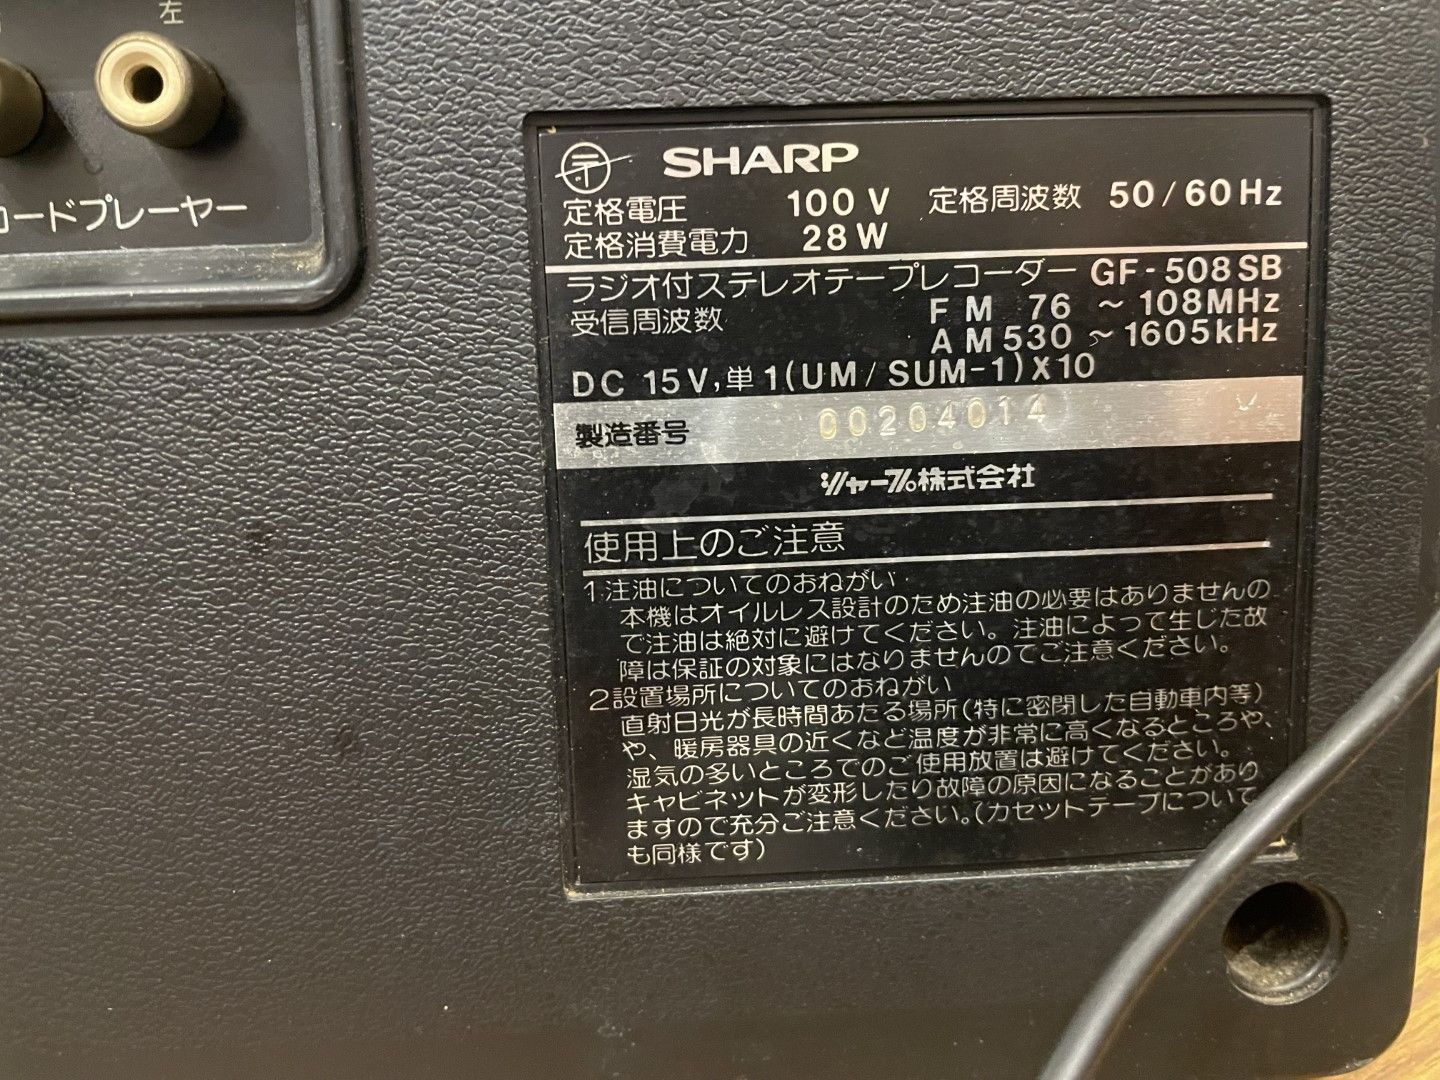 左
コードプレーヤー
SHARP
定格電圧 100V 定格周波数 50/60Hz
定格消費電力 28W
ラジオ付ステレオテープレコーダー GF-508SB
受信周波数 FM 76 ~ 108MHz
AM 530 ~ 1605kHz
DC 15V,単1(UM/SUM-1)X10
製造番号 00204014
シャープ株式会社
使用上のご注意
1.注油についてのおねがい
本機はオイルレス設計のため注油の必要はありませんの
で注油は絶対に避けてください。注油によって生じた故
障は保証の対象にはなりませんのでご注意ください。
2設置場所についてのおねがい
直射日光が長時間あたる場所(特に密閉した自動車内等)
や、暖房器具の近くなど温度が非常に高くなるところや、
湿気の多いところでのご使用放置は避けてください。
キャビネットが変形したり故障の原因になることがあり
ますので充分ご注意ください。(カセットテープについて
も同様です)